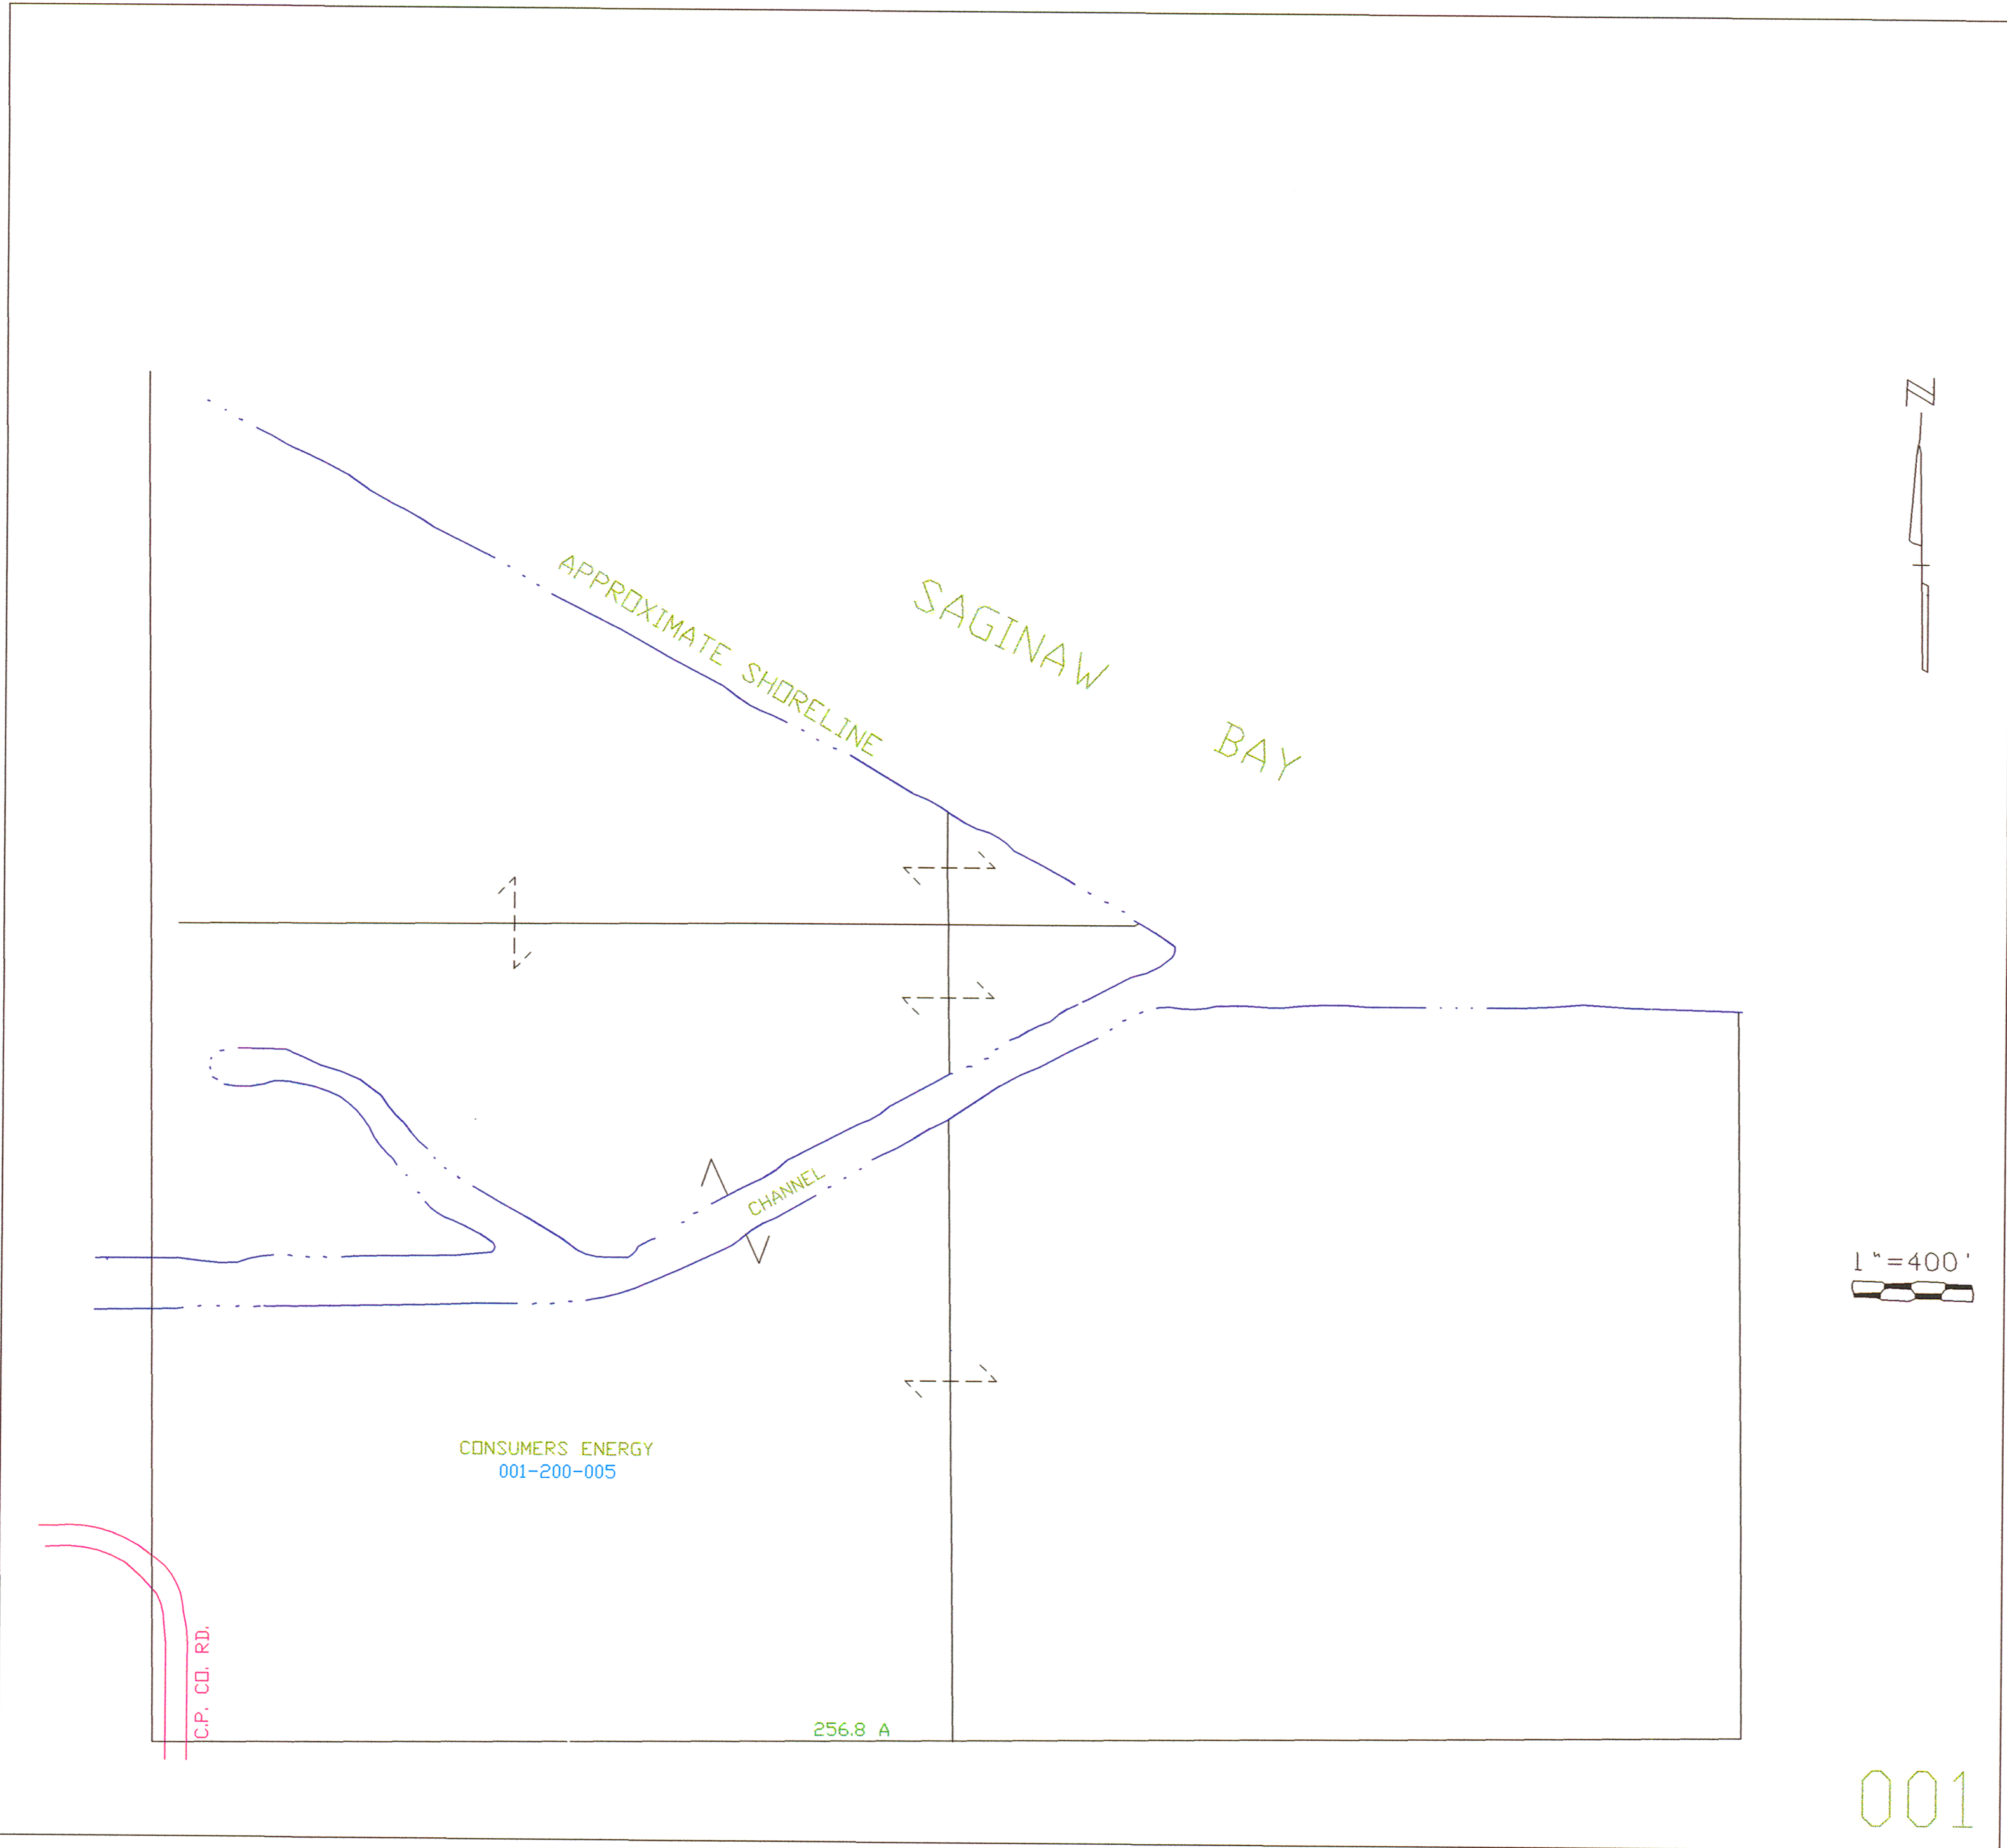 N
APPROXIMATE SHORELINE
SAGINAW
BAY
CHANNEL
1"=400'
CONSUMERS ENERGY
001-200-005
C.P. CO. RD.
256.8 A
001